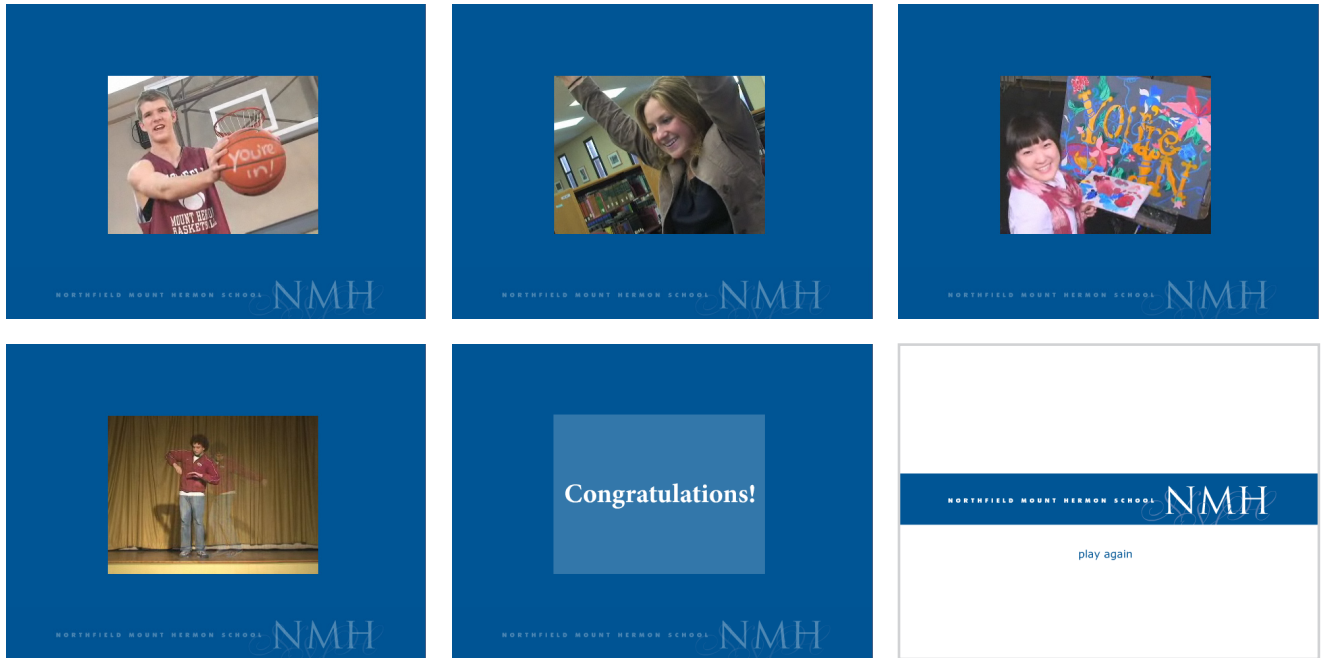 you're
in!
MOUNT HERMON
BASKETBALL
NORTHFIELD MOUNT HERMON SCHOOL NMH
NORTHFIELD MOUNT HERMON SCHOOL NMH
You're
IN
NORTHFIELD MOUNT HERMON SCHOOL NMH
NORTHFIELD MOUNT HERMON SCHOOL NMH
Congratulations!
NORTHFIELD MOUNT HERMON SCHOOL NMH
NORTHFIELD MOUNT HERMON SCHOOL NMH
play again